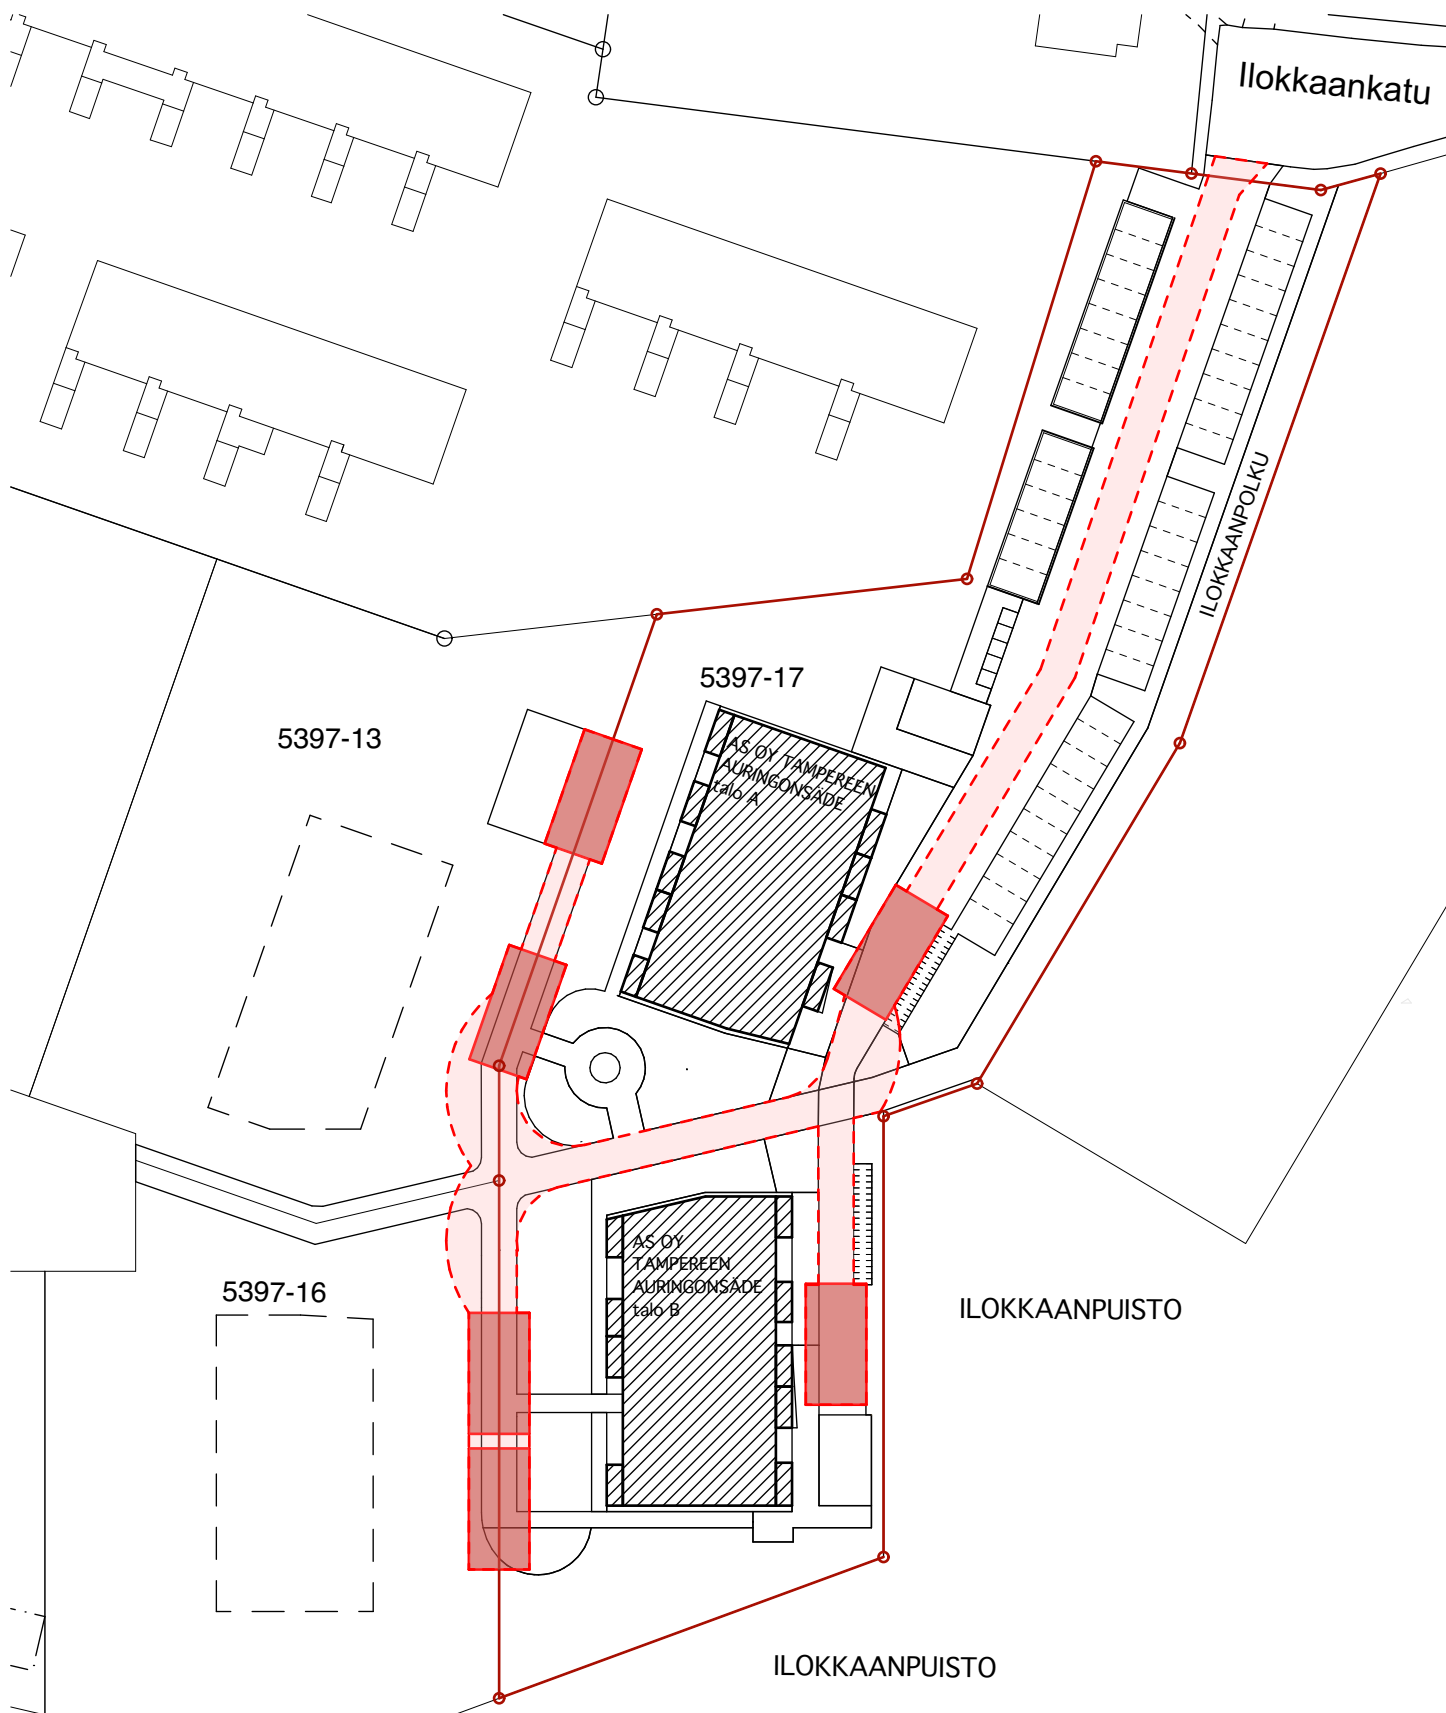 Ilokkaankatu
ILOKKAANPOLKU
5397-17
5397-13
AS OY TAMPEREEN
AURINGONSÄDE
talo A
AS OY
TAMPEREEN
AURINGONSÄDE
talo B
5397-16
ILOKKAANPUISTO
ILOKKAANPUISTO